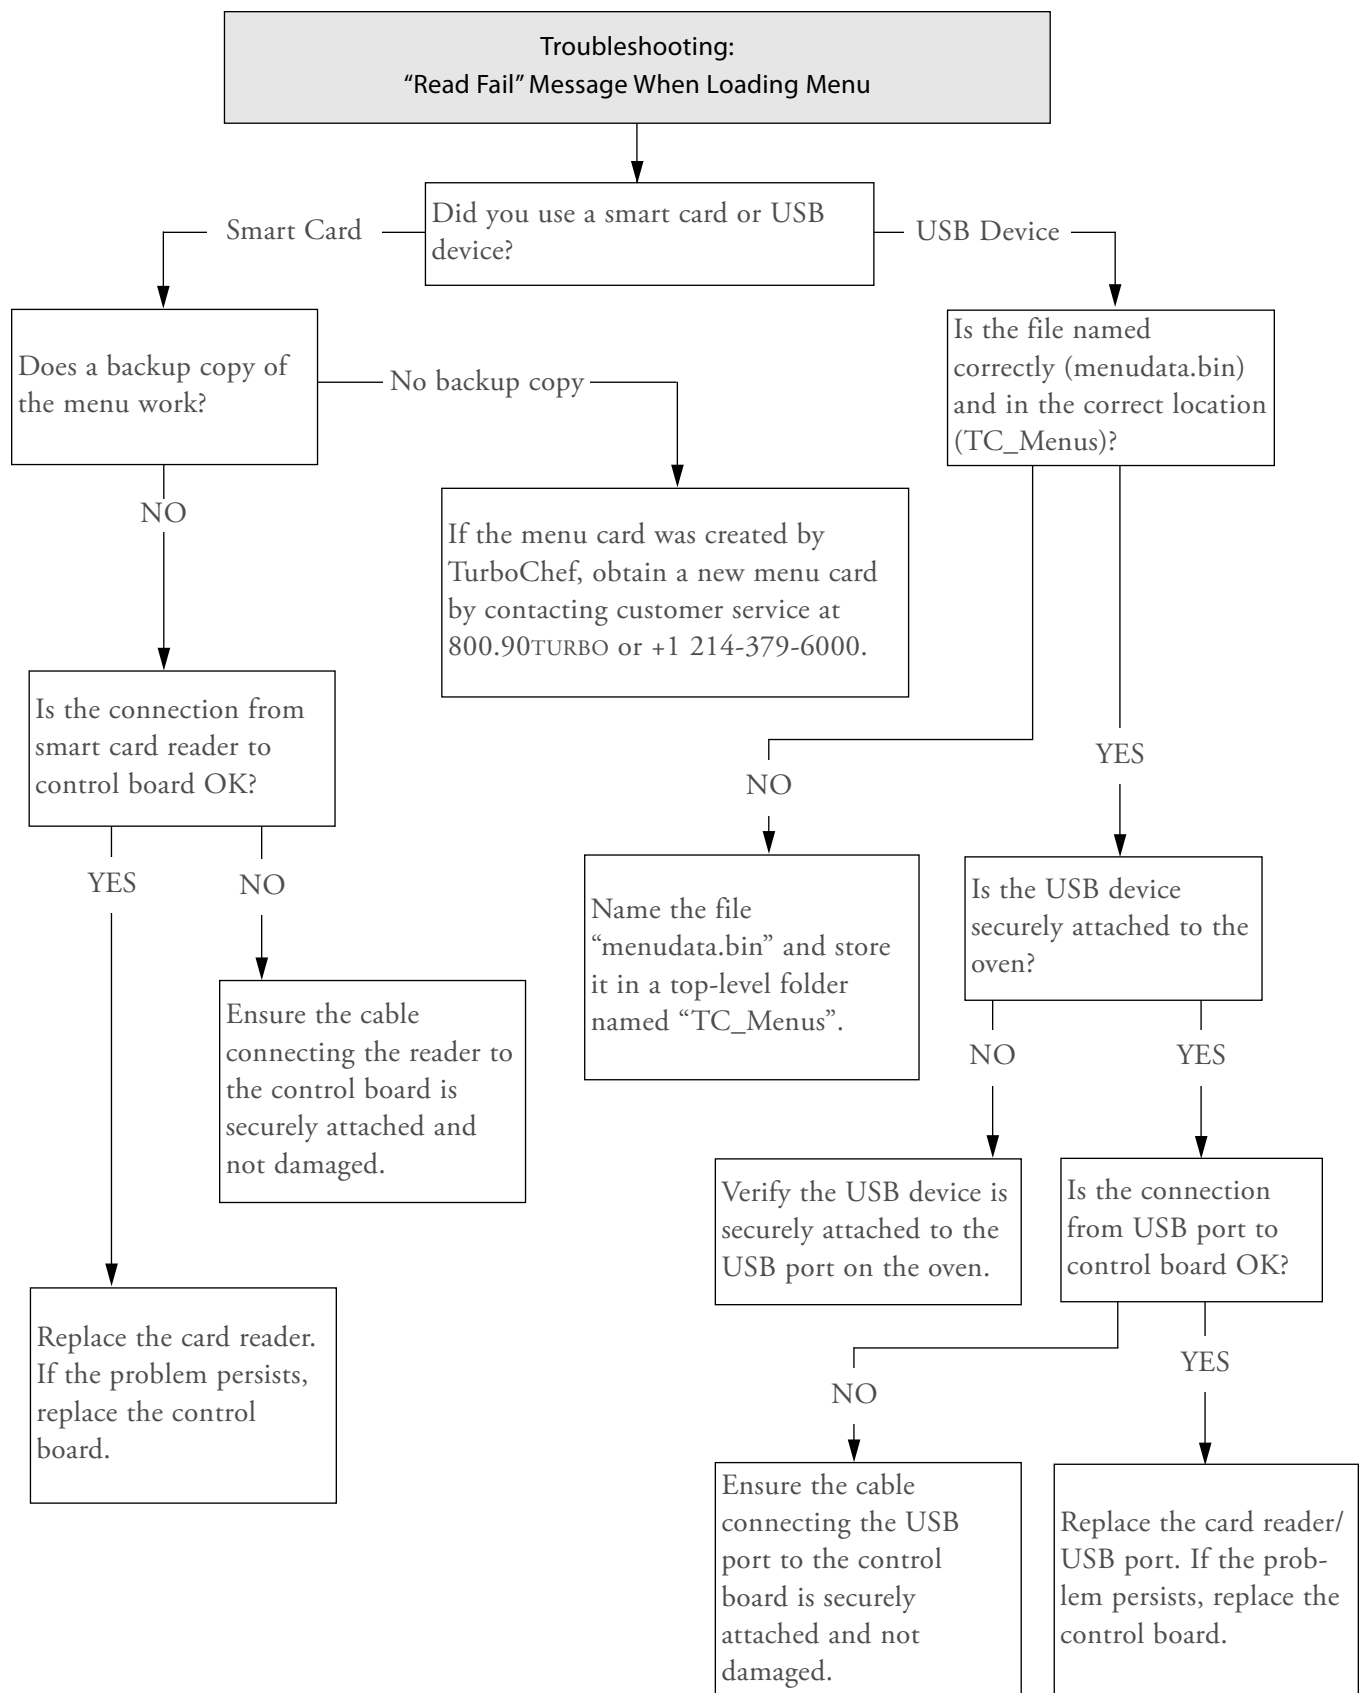 Troubleshooting:
“Read Fail” Message When Loading Menu
Did you use a smart card or USB
device?
Smart Card
USB Device
Does a backup copy of
the menu work?
No backup copy
Is the file named
correctly (menudata.bin)
and in the correct location
(TC_Menus)?
NO
If the menu card was created by
TurboChef, obtain a new menu card
by contacting customer service at
800.90TURBO or +1 214-379-6000.
Is the connection from
smart card reader to
control board OK?
NO
YES
YES
NO
Name the file
“menudata.bin” and store
it in a top-level folder
named “TC_Menus”.
Is the USB device
securely attached to the
oven?
Ensure the cable
connecting the reader to
the control board is
securely attached and
not damaged.
NO
YES
Verify the USB device is
securely attached to the
USB port on the oven.
Is the connection
from USB port to
control board OK?
Replace the card reader.
If the problem persists,
replace the control
board.
NO
YES
Ensure the cable
connecting the USB
port to the control
board is securely
attached and not
damaged.
Replace the card reader/
USB port. If the prob-
lem persists, replace the
control board.